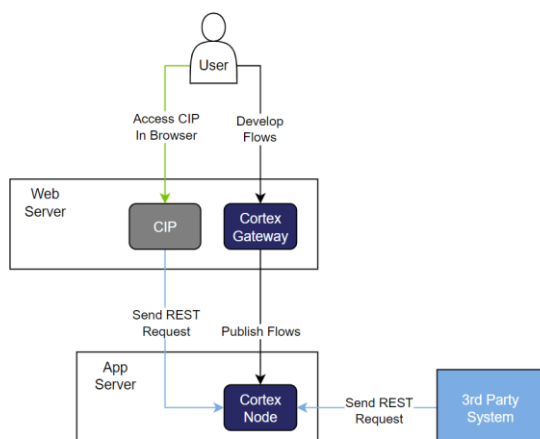 User
Access CIP
In Browser
Develop
Flows
Web
Server
CIP
Cortex
Gateway
Send REST
Request
Publish Flows
App
Server
Cortex
Node
Send REST
Request
3rd Party
System